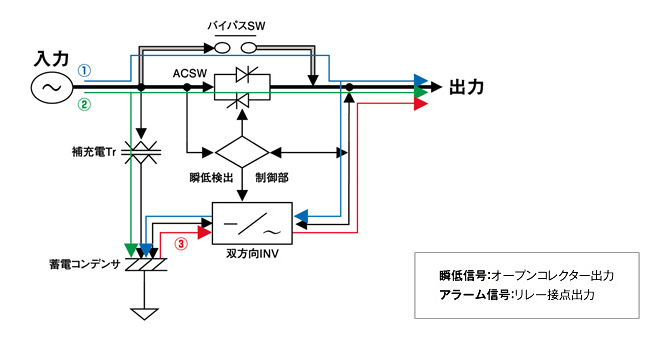 バイパスSW
入力
①
ACSW
出力
②
補充電Tr
瞬低検出
制御部
③
双方向INV
蓄電コンデンサ
瞬低信号:オープンコレクター出力
アラーム信号:リレー接点出力